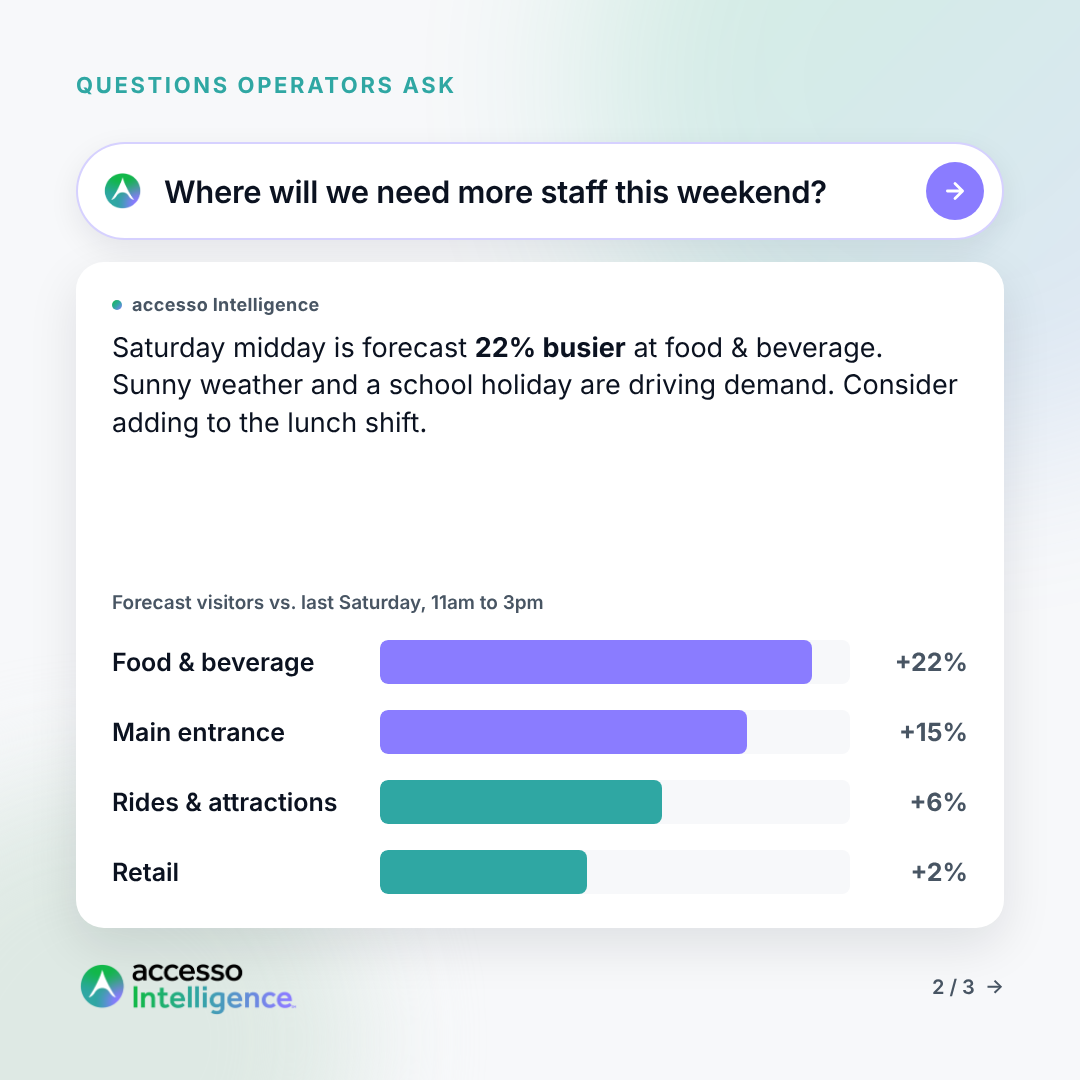 QUESTIONS OPERATORS ASK
Where will we need more staff this weekend?
accesso Intelligence
Saturday midday is forecast 22% busier at food & beverage.
Sunny weather and a school holiday are driving demand. Consider
adding to the lunch shift.
Forecast visitors vs. last Saturday, 11am to 3pm
Food & beverage +22%
Main entrance +15%
Rides & attractions +6%
Retail +2%
accesso
Intelligence
2 / 3 →